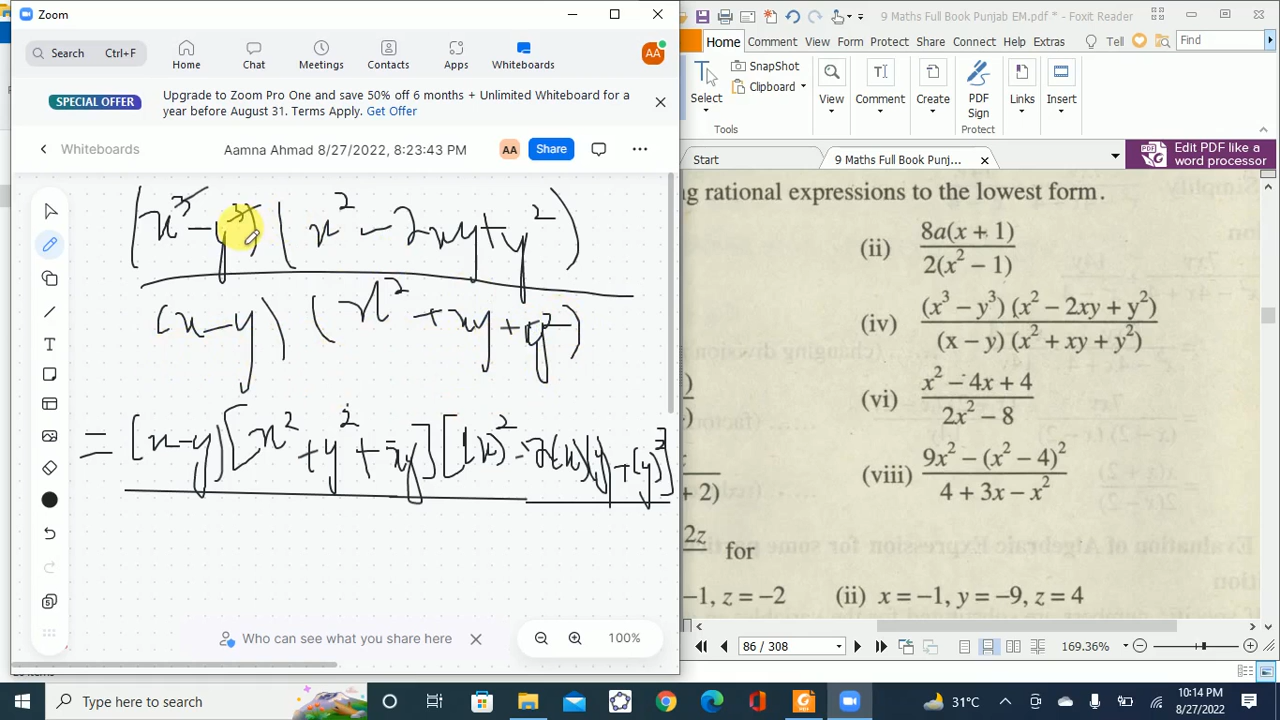 Zoom
9 Maths Full Book Punjab EM.pdf * - Foxit Reader
Search Ctrl+F
Home Chat Meetings Contacts Apps Whiteboards
AA
SPECIAL OFFER
Upgrade to Zoom Pro One and save 50% off 6 months + Unlimited Whiteboard for a
year before August 31. Terms Apply. Get Offer
Whiteboards
Aamna Ahmad 8/27/2022, 8:23:43 PM
AA
Share
(x³ − y³)(x² − 2xy + y²)
(x − y) (x² + xy + y²)
= (x−y)[x² + y² + xy][(x)² − 2(x)(y) + (y)²]
Who can see what you share here
100%
Home Comment View Form Protect Share Connect Help Extras Tell Find
Select
SnapShot
Clipboard
View
Comment
Create
PDF
Sign
Links
Insert
Tools
Protect
Start
9 Maths Full Book Punj...
Edit PDF like a
word processor
ng rational expressions to the lowest form.
(ii) 8a(x + 1)
2(x² − 1)
(iv) (x³ − y³) (x² − 2xy + y²)
(x − y) (x² + xy + y²)
(vi) x² − 4x + 4
2x² − 8
(viii) 9x² − (x² − 4)²
4 + 3x − x²
+ 2)
2z
for
−1, z = −2
(ii) x = −1, y = −9, z = 4
86 / 308
169.36%
Type here to search
31°C
10:14 PM
8/27/2022